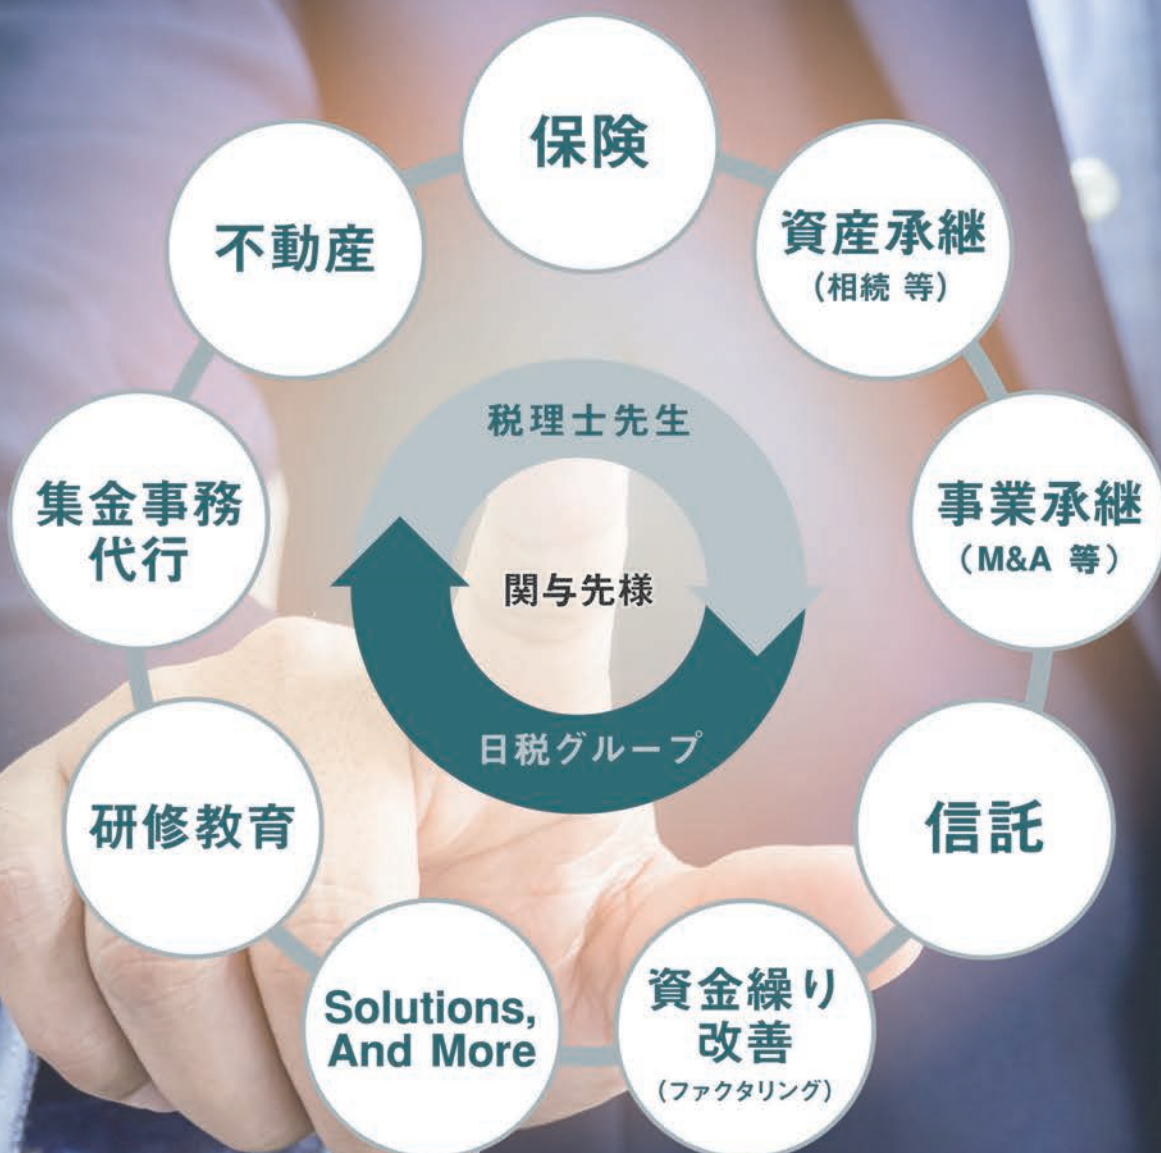 保険
資産承継
(相続 等)
事業承継
(M&A 等)
信託
資金繰り
改善
(ファクタリング)
Solutions,
And More
研修教育
集金事務
代行
不動産
税理士先生
関与先様
日税グループ